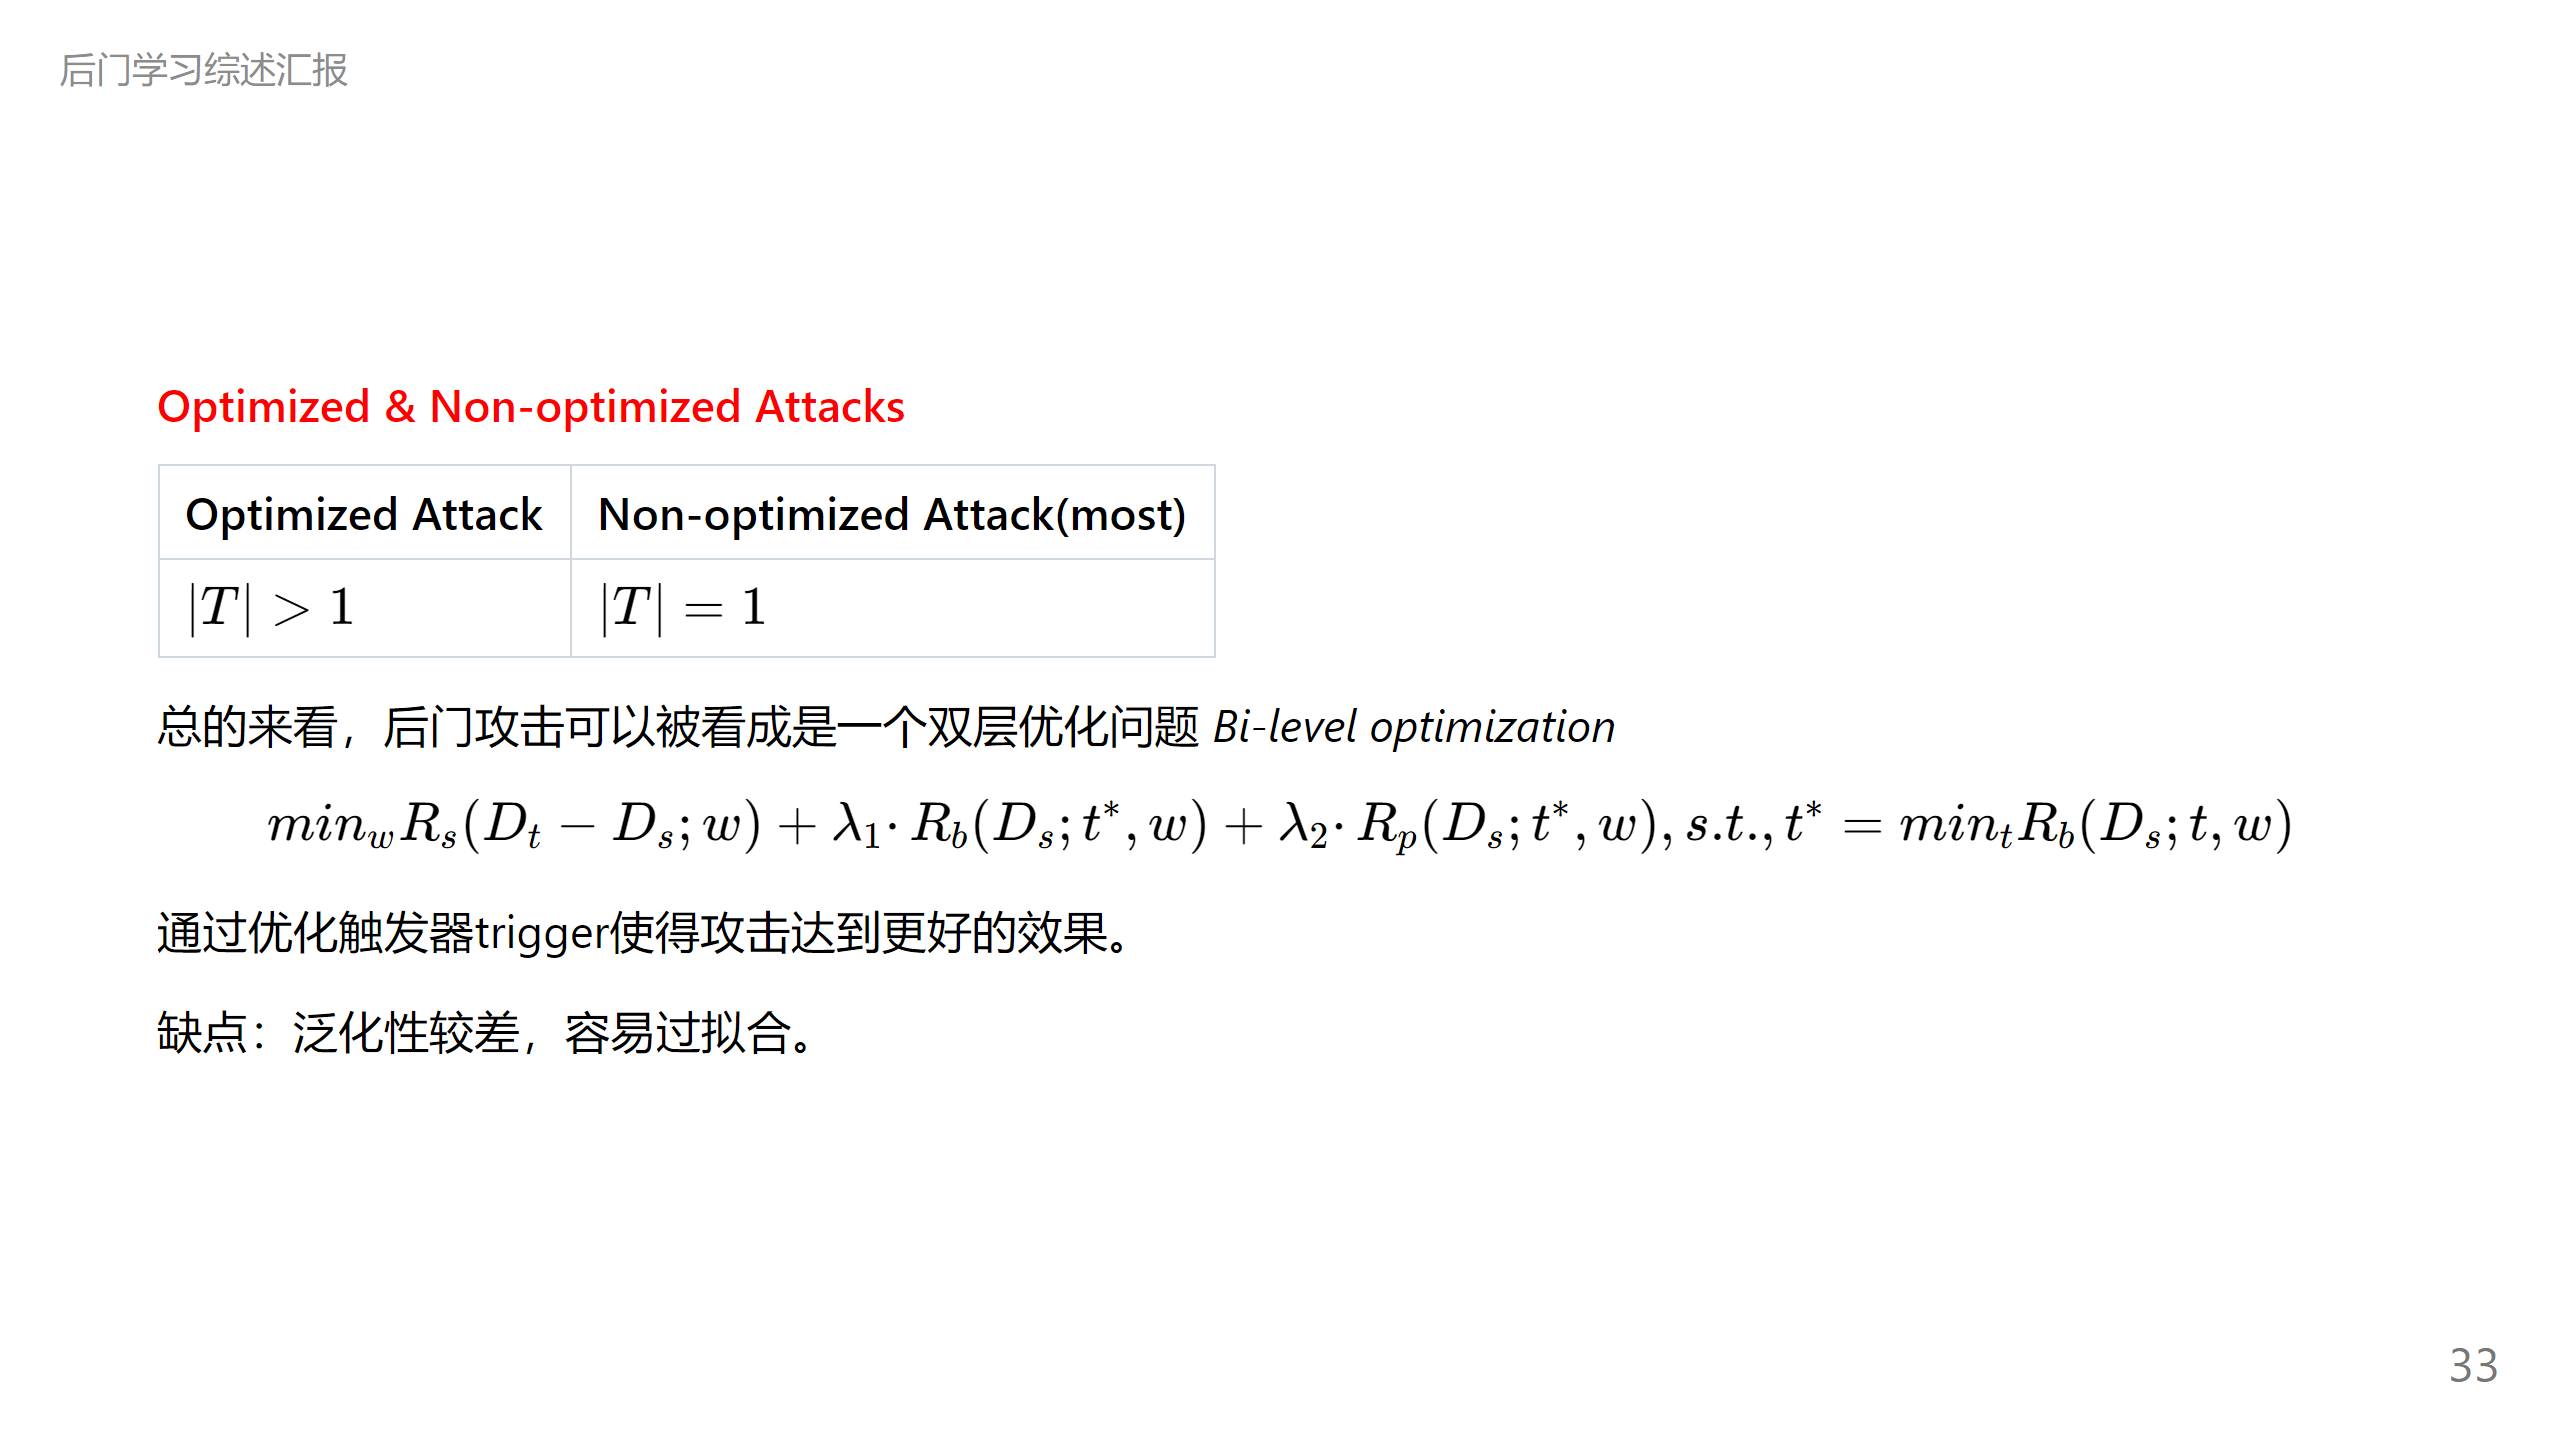 后门学习综述汇报
Optimized & Non-optimized Attacks
Optimized Attack Non-optimized Attack(most)
|T| > 1 |T| = 1
总的来看，后门攻击可以被看成是一个双层优化问题 Bi-level optimization
min_w R_s(D_t − D_s; w) + λ_1· R_b(D_s; t*, w) + λ_2· R_p(D_s; t*, w), s.t., t* = min_t R_b(D_s; t, w)
通过优化触发器trigger使得攻击达到更好的效果。
缺点：泛化性较差，容易过拟合。
33